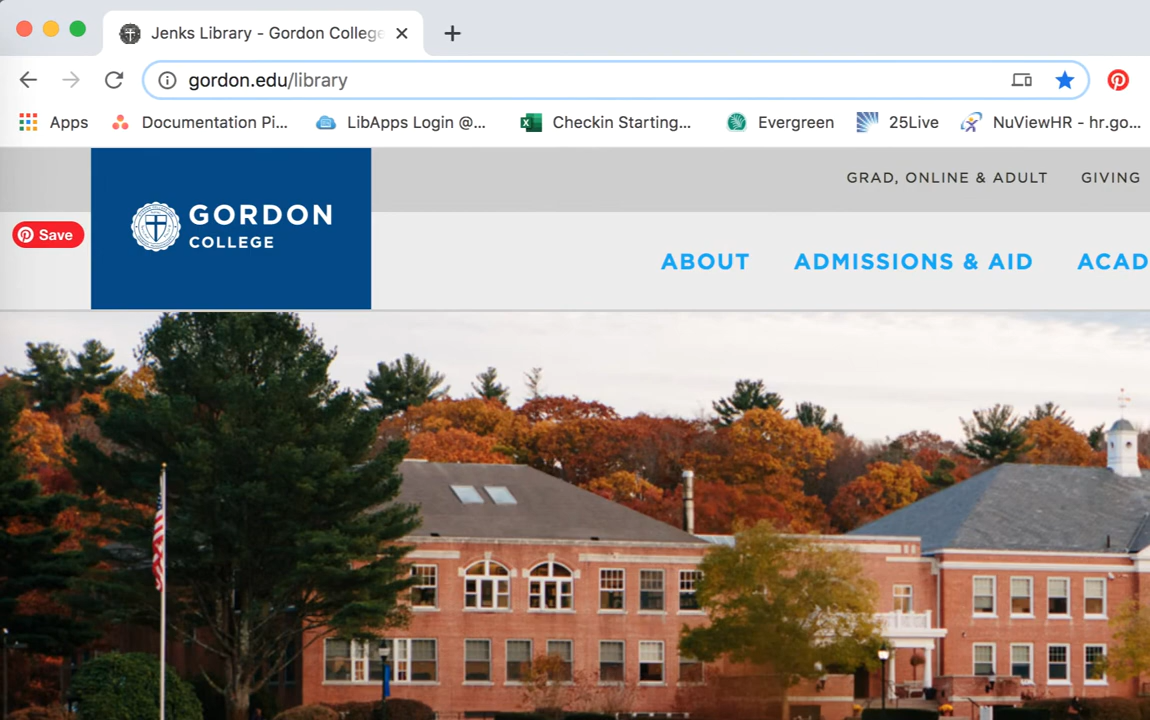 Jenks Library - Gordon College
gordon.edu/library
Apps Documentation Pi... LibApps Login @... Checkin Starting... Evergreen 25Live NuViewHR - hr.go...
GRAD, ONLINE & ADULT GIVING
GORDON
COLLEGE
Save
ABOUT ADMISSIONS & AID ACAD